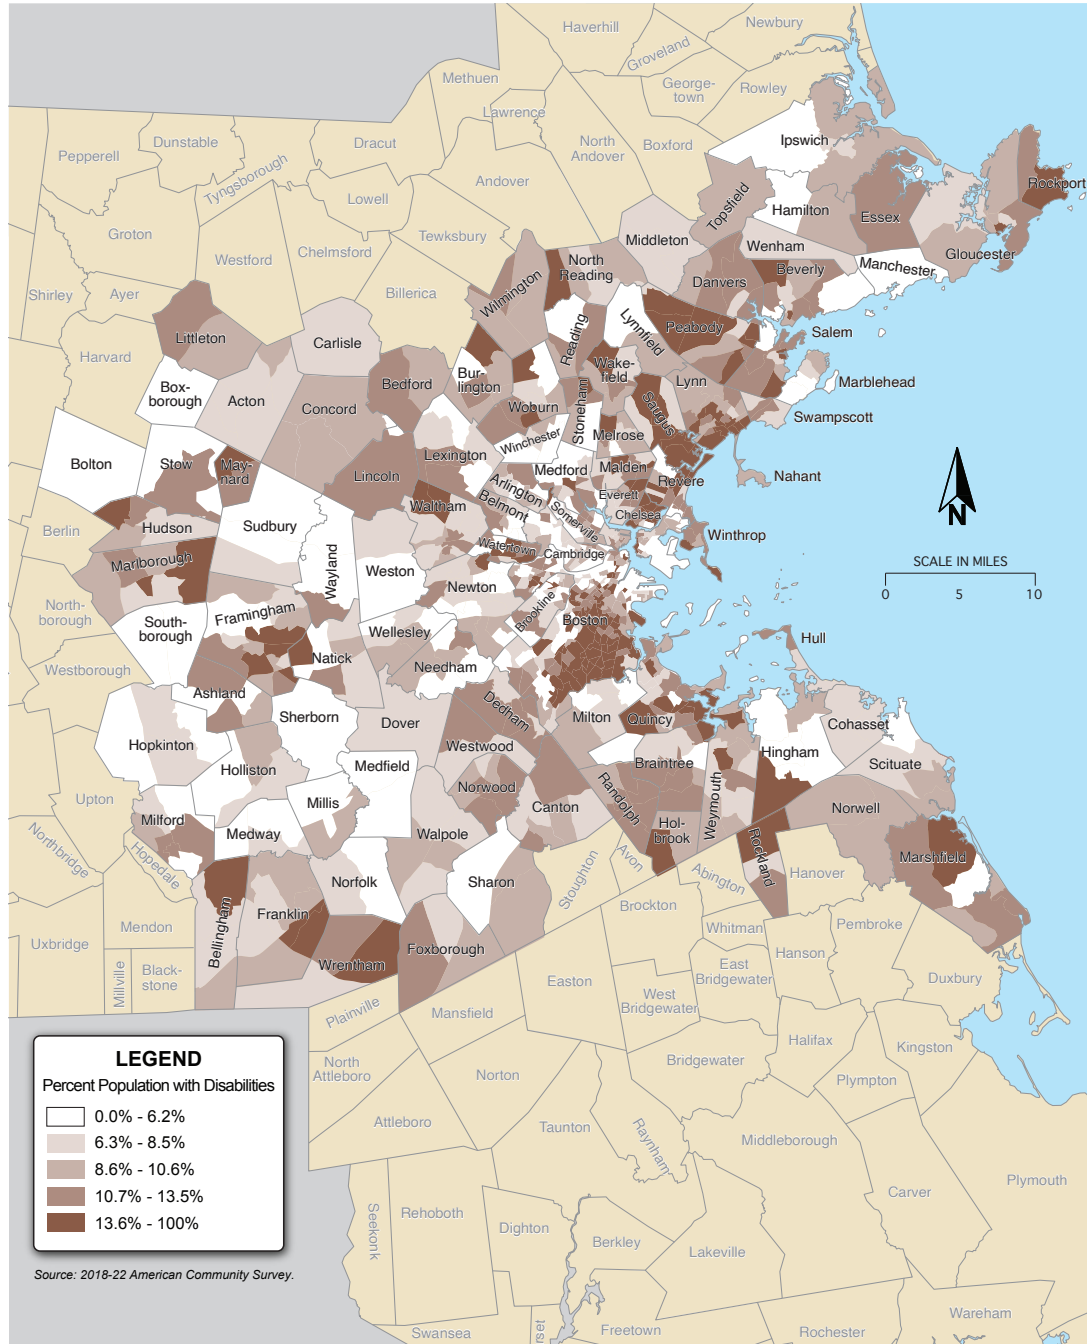 Haverhill
Newbury
Groveland
Methuen
George-
town
Rowley
Lawrence
Dunstable
Dracut
North
Andover
Boxford
Ipswich
Pepperell
Tyngsborough
Andover
Rockport
Lowell
Topsfield
Hamilton
Essex
Groton
Tewksbury
Middleton
Wenham
Gloucester
Chelmsford
Westford
North
Reading
Manchester
Beverly
Danvers
Shirley
Ayer
Billerica
Wilmington
Littleton
Carlisle
Reading
Lynnfield
Peabody
Salem
Harvard
Wake-
field
Bur-
lington
Bedford
Lynn
Marblehead
Box-
borough
Acton
Concord
Woburn
Stoneham
Saugus
Swampscott
Winchester
Melrose
Bolton
Stow
May-
nard
Lincoln
Lexington
Medford
Malden
Revere
Nahant
Arlington
Everett
Waltham
Belmont
Somerville
Chelsea
N
Berlin
Hudson
Sudbury
Watertown
Cambridge
Winthrop
Marlborough
Wayland
Weston
Newton
SCALE IN MILES
0
5
10
North-
borough
Framingham
Brookline
Boston
South-
borough
Wellesley
Hull
Westborough
Natick
Needham
Ashland
Sherborn
Dover
Dedham
Milton
Quincy
Cohasset
Hopkinton
Westwood
Hingham
Scituate
Holliston
Medfield
Braintree
Upton
Millis
Norwood
Randolph
Weymouth
Norwell
Milford
Canton
Hol-
brook
Northbridge
Medway
Walpole
Hopedale
Rockland
Marshfield
Norfolk
Sharon
Stoughton
Avon
Abington
Hanover
Franklin
Bellingham
Brockton
Mendon
Whitman
Pembroke
Uxbridge
Foxborough
Wrentham
Hanson
Millville
Black-
stone
Easton
East
Bridgewater
Duxbury
West
Bridgewater
Plainville
Mansfield
Halifax
Kingston
LEGEND
Percent Population with Disabilities
0.0% - 6.2%
6.3% - 8.5%
8.6% - 10.6%
10.7% - 13.5%
13.6% - 100%
Source: 2018-22 American Community Survey.
North
Attleboro
Norton
Bridgewater
Plympton
Attleboro
Taunton
Raynham
Middleborough
Plymouth
Carver
Seekonk
Rehoboth
Dighton
Berkley
Lakeville
Wareham
Swansea
rset
Freetown
Rochester